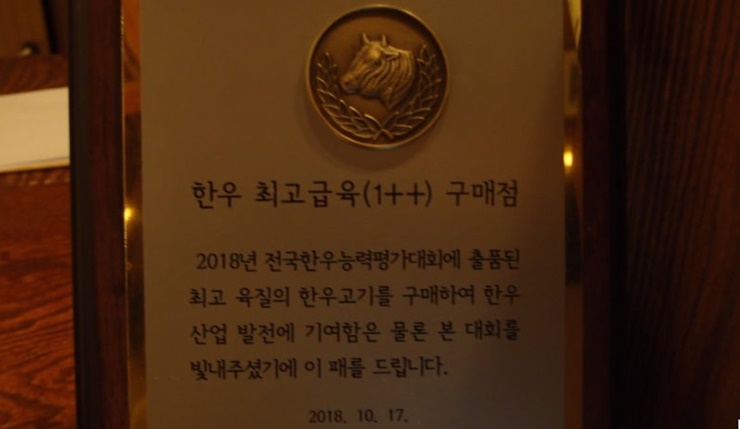 한우 최고급육(1++) 구매점
2018년 전국한우능력평가대회에 출품된
최고 육질의 한우고기를 구매하여 한우
산업 발전에 기여함은 물론 본 대회를
빛내주셨기에 이 패를 드립니다.
2018. 10. 17.